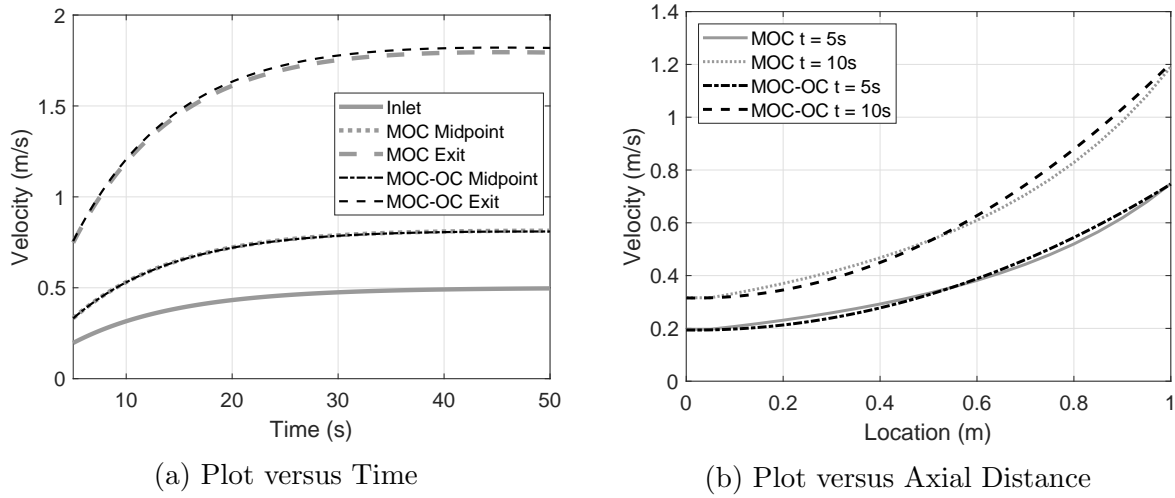 2
1.5
1
0.5
0
10
20
30
40
50
Velocity (m/s)
Time (s)
Inlet
MOC Midpoint
MOC Exit
MOC-OC Midpoint
MOC-OC Exit
(a) Plot versus Time
1.4
1.2
1
0.8
0.6
0.4
0.2
0
0
0.2
0.4
0.6
0.8
1
Velocity (m/s)
Location (m)
MOC t = 5s
MOC t = 10s
MOC-OC t = 5s
MOC-OC t = 10s
(b) Plot versus Axial Distance